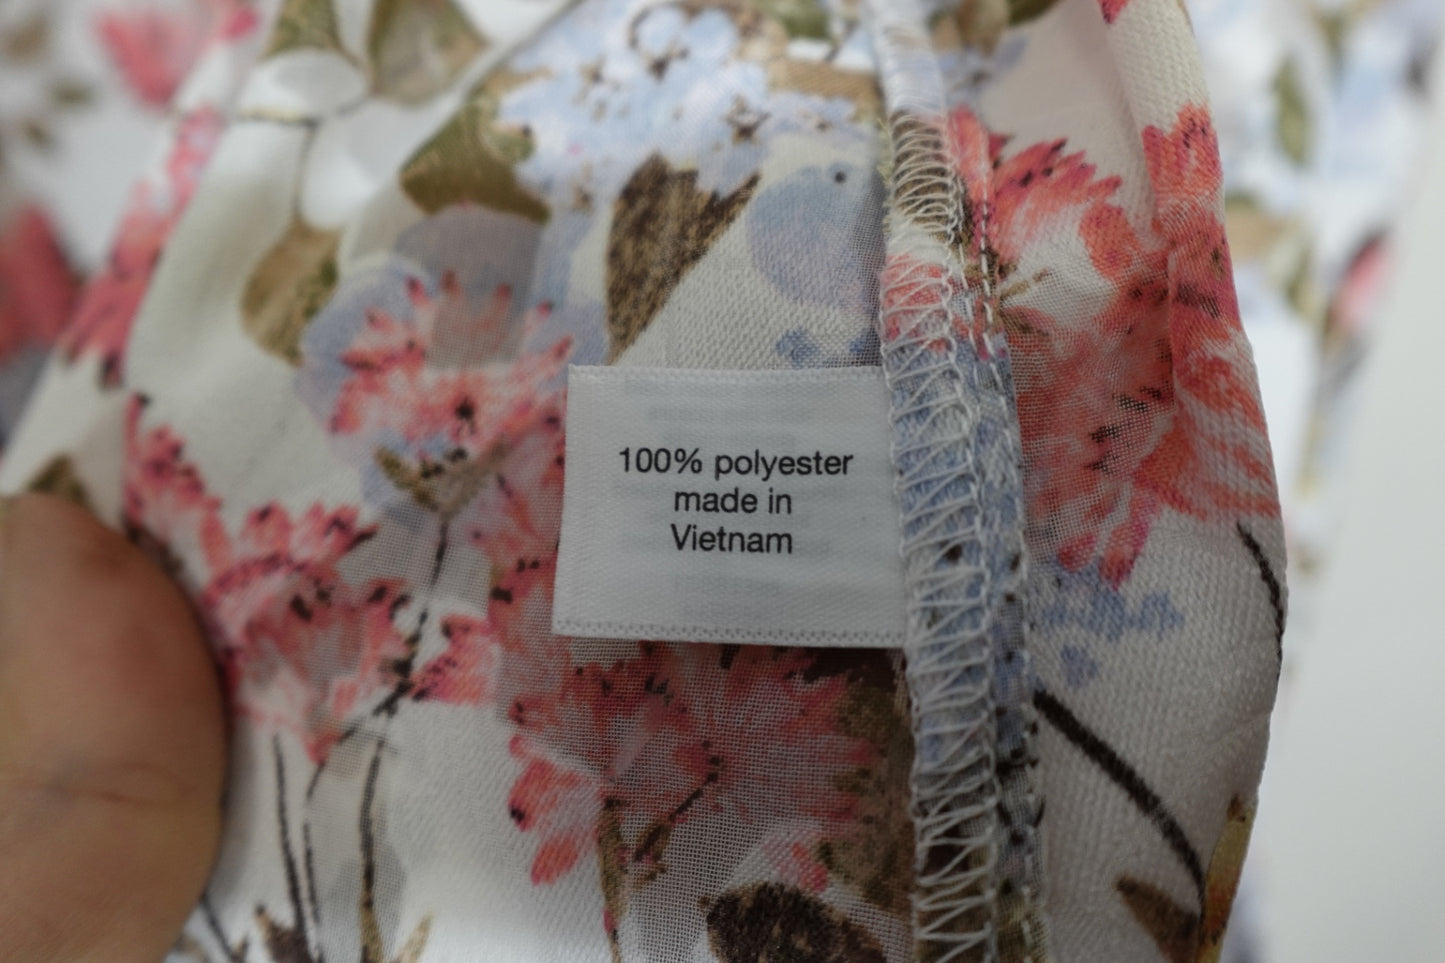 100% polyester
made in
Vietnam